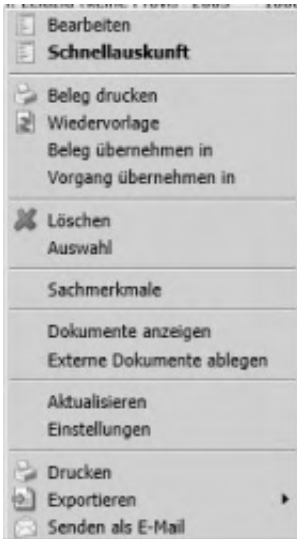 Bearbeiten
Schnellauskunft
Beleg drucken
Wiedervorlage
Beleg übernehmen in
Vorgang übernehmen in
Löschen
Auswahl
Sachmerkmale
Dokumente anzeigen
Externe Dokumente ablegen
Aktualisieren
Einstellungen
Drucken
Exportieren
Senden als E-Mail